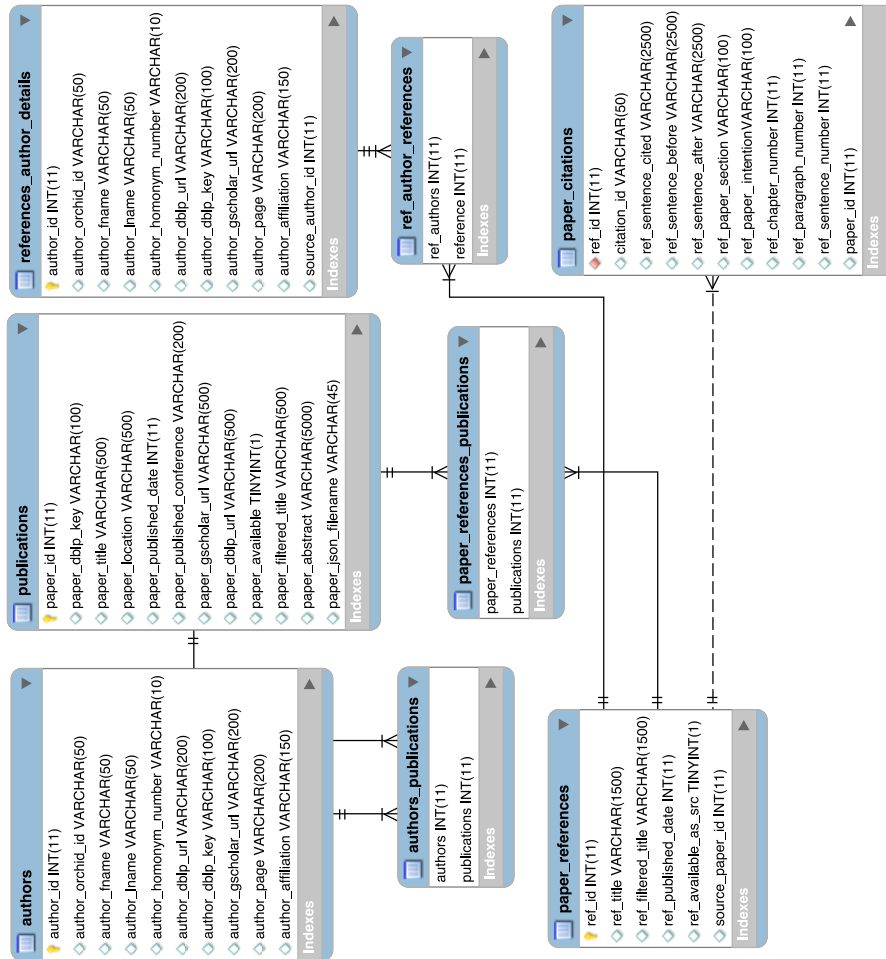 references_author_details
author_id INT(11)
author_orchid_id VARCHAR(50)
author_fname VARCHAR(50)
author_lname VARCHAR(50)
author_homonym_number VARCHAR(10)
author_dblp_url VARCHAR(200)
author_dblp_key VARCHAR(100)
author_gscholar_url VARCHAR(200)
author_page VARCHAR(200)
author_affiliation VARCHAR(150)
source_author_id INT(11)
Indexes
ref_author_references
ref_authors INT(11)
reference INT(11)
Indexes
paper_citations
ref_id INT(11)
citation_id VARCHAR(50)
ref_sentence_cited VARCHAR(2500)
ref_sentence_before VARCHAR(2500)
ref_sentence_after VARCHAR(2500)
ref_paper_section VARCHAR(100)
ref_paper_intentionVARCHAR(100)
ref_chapter_number INT(11)
ref_paragraph_number INT(11)
ref_sentence_number INT(11)
paper_id INT(11)
Indexes
publications
paper_id INT(11)
paper_dblp_key VARCHAR(100)
paper_title VARCHAR(500)
paper_location VARCHAR(500)
paper_published_date INT(11)
paper_published_conference VARCHAR(200)
paper_gscholar_url VARCHAR(500)
paper_dblp_url VARCHAR(500)
paper_available TINYINT(1)
paper_filtered_title VARCHAR(500)
paper_abstract VARCHAR(5000)
paper_json_filename VARCHAR(45)
Indexes
paper_references_publications
paper_references INT(11)
publications INT(11)
Indexes
authors
author_id INT(11)
author_orchid_id VARCHAR(50)
author_fname VARCHAR(50)
author_lname VARCHAR(50)
author_homonym_number VARCHAR(10)
author_dblp_url VARCHAR(200)
author_dblp_key VARCHAR(100)
author_gscholar_url VARCHAR(200)
author_page VARCHAR(200)
author_affiliation VARCHAR(150)
Indexes
authors_publications
authors INT(11)
publications INT(11)
Indexes
paper_references
ref_id INT(11)
ref_title VARCHAR(1500)
ref_filtered_title VARCHAR(1500)
ref_published_date INT(11)
ref_available_as_src TINYINT(1)
source_paper_id INT(11)
Indexes